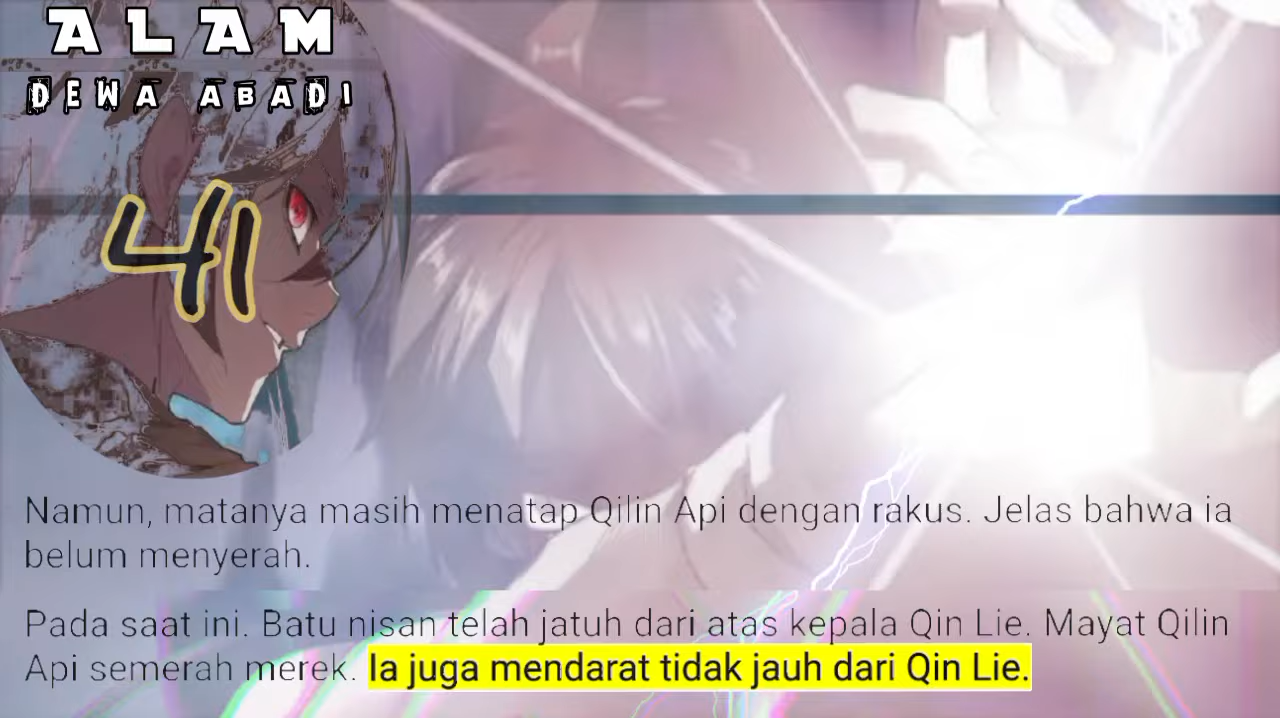 ALAM
DEWA ABADI
41
Namun, matanya masih menatap Qilin Api dengan rakus. Jelas bahwa ia
belum menyerah.
Pada saat ini. Batu nisan telah jatuh dari atas kepala Qin Lie. Mayat Qilin
Api semerah merek. Ia juga mendarat tidak jauh dari Qin Lie.